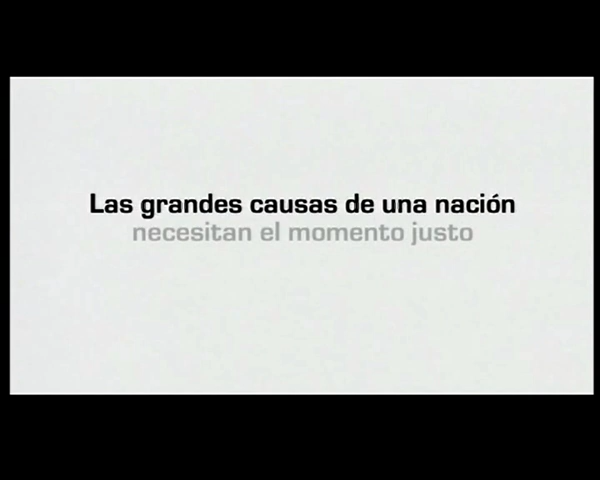 Las grandes causas de una nación
necesitan el momento justo